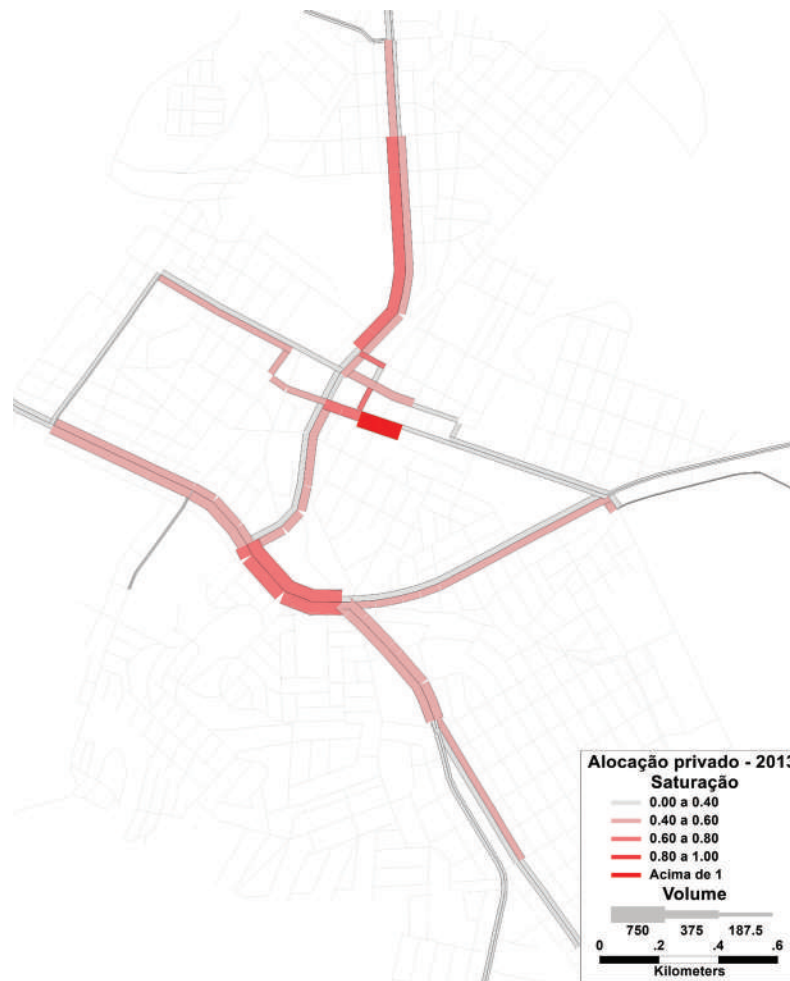 Alocação privado - 2013
Saturação
0.00 a 0.40
0.40 a 0.60
0.60 a 0.80
0.80 a 1.00
Acima de 1
Volume
750 375 187.5
0 .2 .4 .6
Kilometers